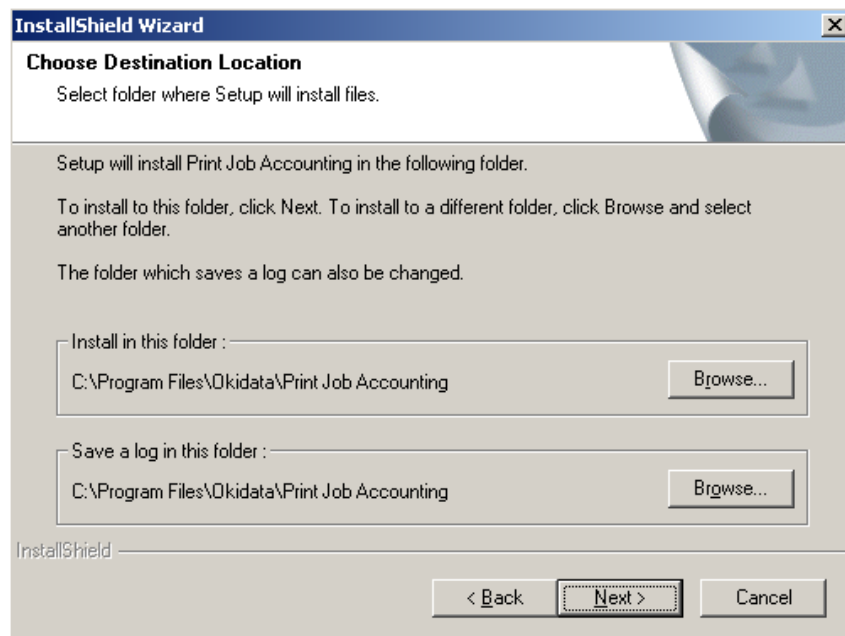 InstallShield Wizard
Choose Destination Location
Select folder where Setup will install files.
Setup will install Print Job Accounting in the following folder.
To install to this folder, click Next. To install to a different folder, click Browse and select
another folder.
The folder which saves a log can also be changed.
Install in this folder :
C:\Program Files\Okidata\Print Job Accounting
Browse...
Save a log in this folder :
C:\Program Files\Okidata\Print Job Accounting
Browse...
InstallShield
< Back
Next >
Cancel